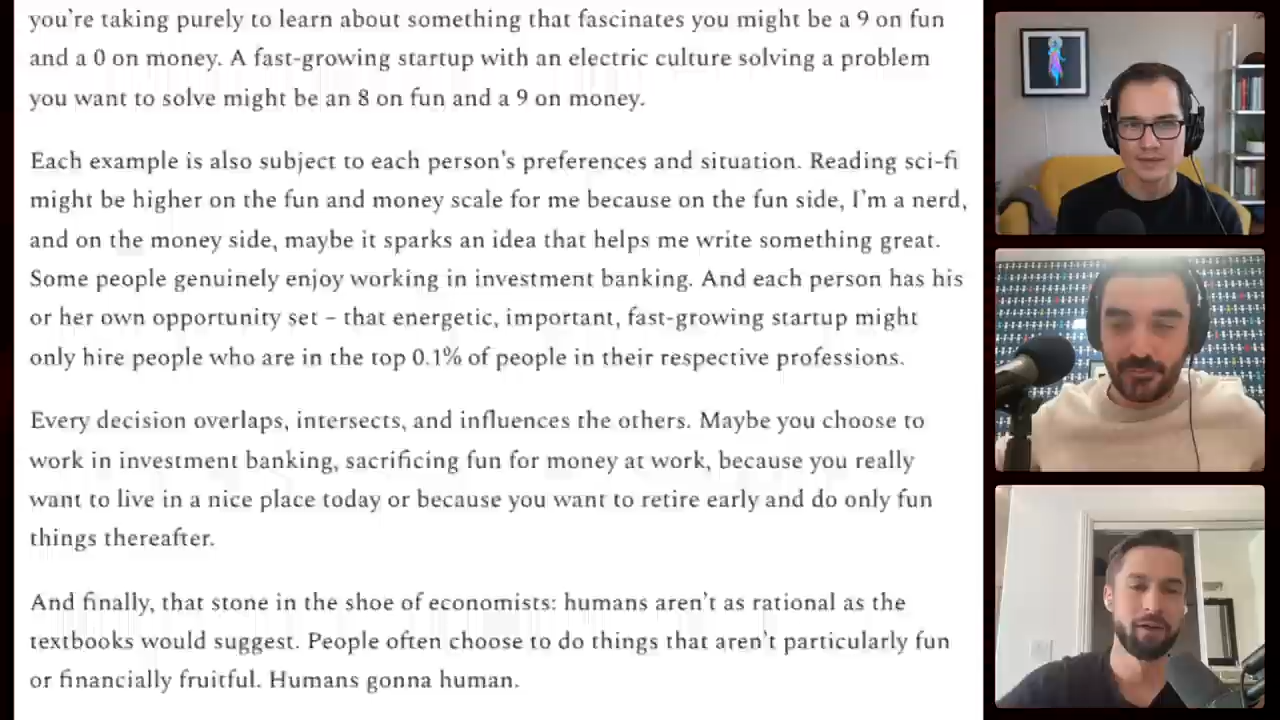 you're taking purely to learn about something that fascinates you might be a 9 on fun
and a 0 on money. A fast-growing startup with an electric culture solving a problem
you want to solve might be an 8 on fun and a 9 on money.
Each example is also subject to each person's preferences and situation. Reading sci-fi
might be higher on the fun and money scale for me because on the fun side, I'm a nerd,
and on the money side, maybe it sparks an idea that helps me write something great.
Some people genuinely enjoy working in investment banking. And each person has his
or her own opportunity set – that energetic, important, fast-growing startup might
only hire people who are in the top 0.1% of people in their respective professions.
Every decision overlaps, intersects, and influences the others. Maybe you choose to
work in investment banking, sacrificing fun for money at work, because you really
want to live in a nice place today or because you want to retire early and do only fun
things thereafter.
And finally, that stone in the shoe of economists: humans aren't as rational as the
textbooks would suggest. People often choose to do things that aren't particularly fun
or financially fruitful. Humans gonna human.